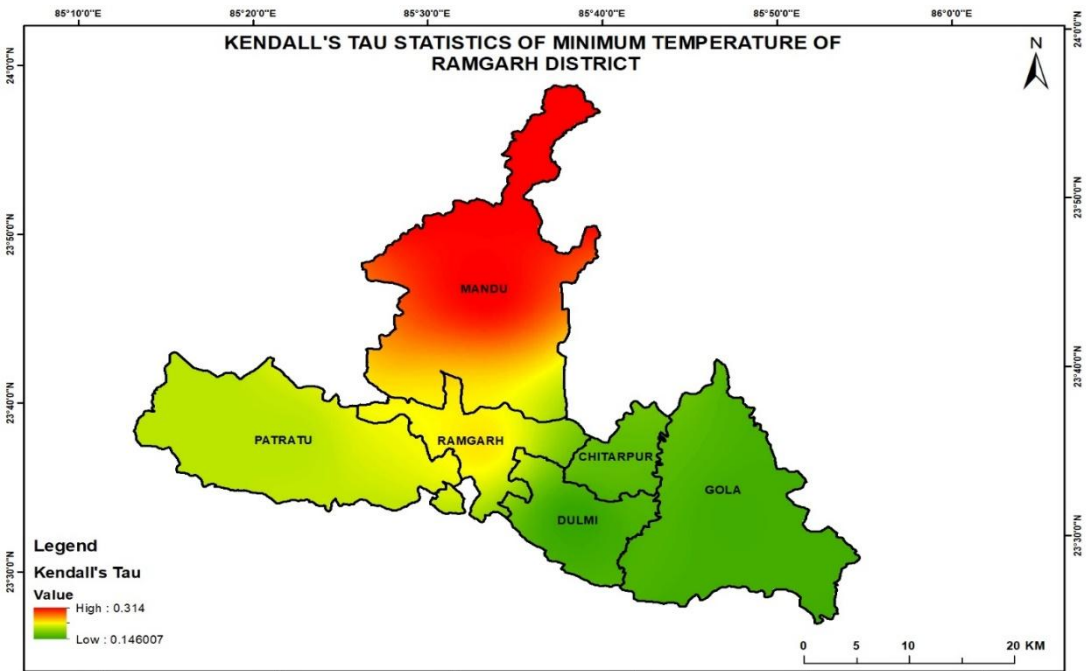 85°10'0"E 85°20'0"E 85°30'0"E 85°40'0"E 85°50'0"E 86°0'0"E
KENDALL'S TAU STATISTICS OF MINIMUM TEMPERATURE OF
RAMGARH DISTRICT
N
24°0'0"N
24°0'0"N
23°50'0"N
23°50'0"N
MANDU
23°40'0"N
23°40'0"N
PATRATU
RAMGARH
CHITARPUR
GOLA
DULMI
23°30'0"N
23°30'0"N
Legend
Kendall's Tau
Value
High : 0.314
Low : 0.146007
0 5 10 20 KM